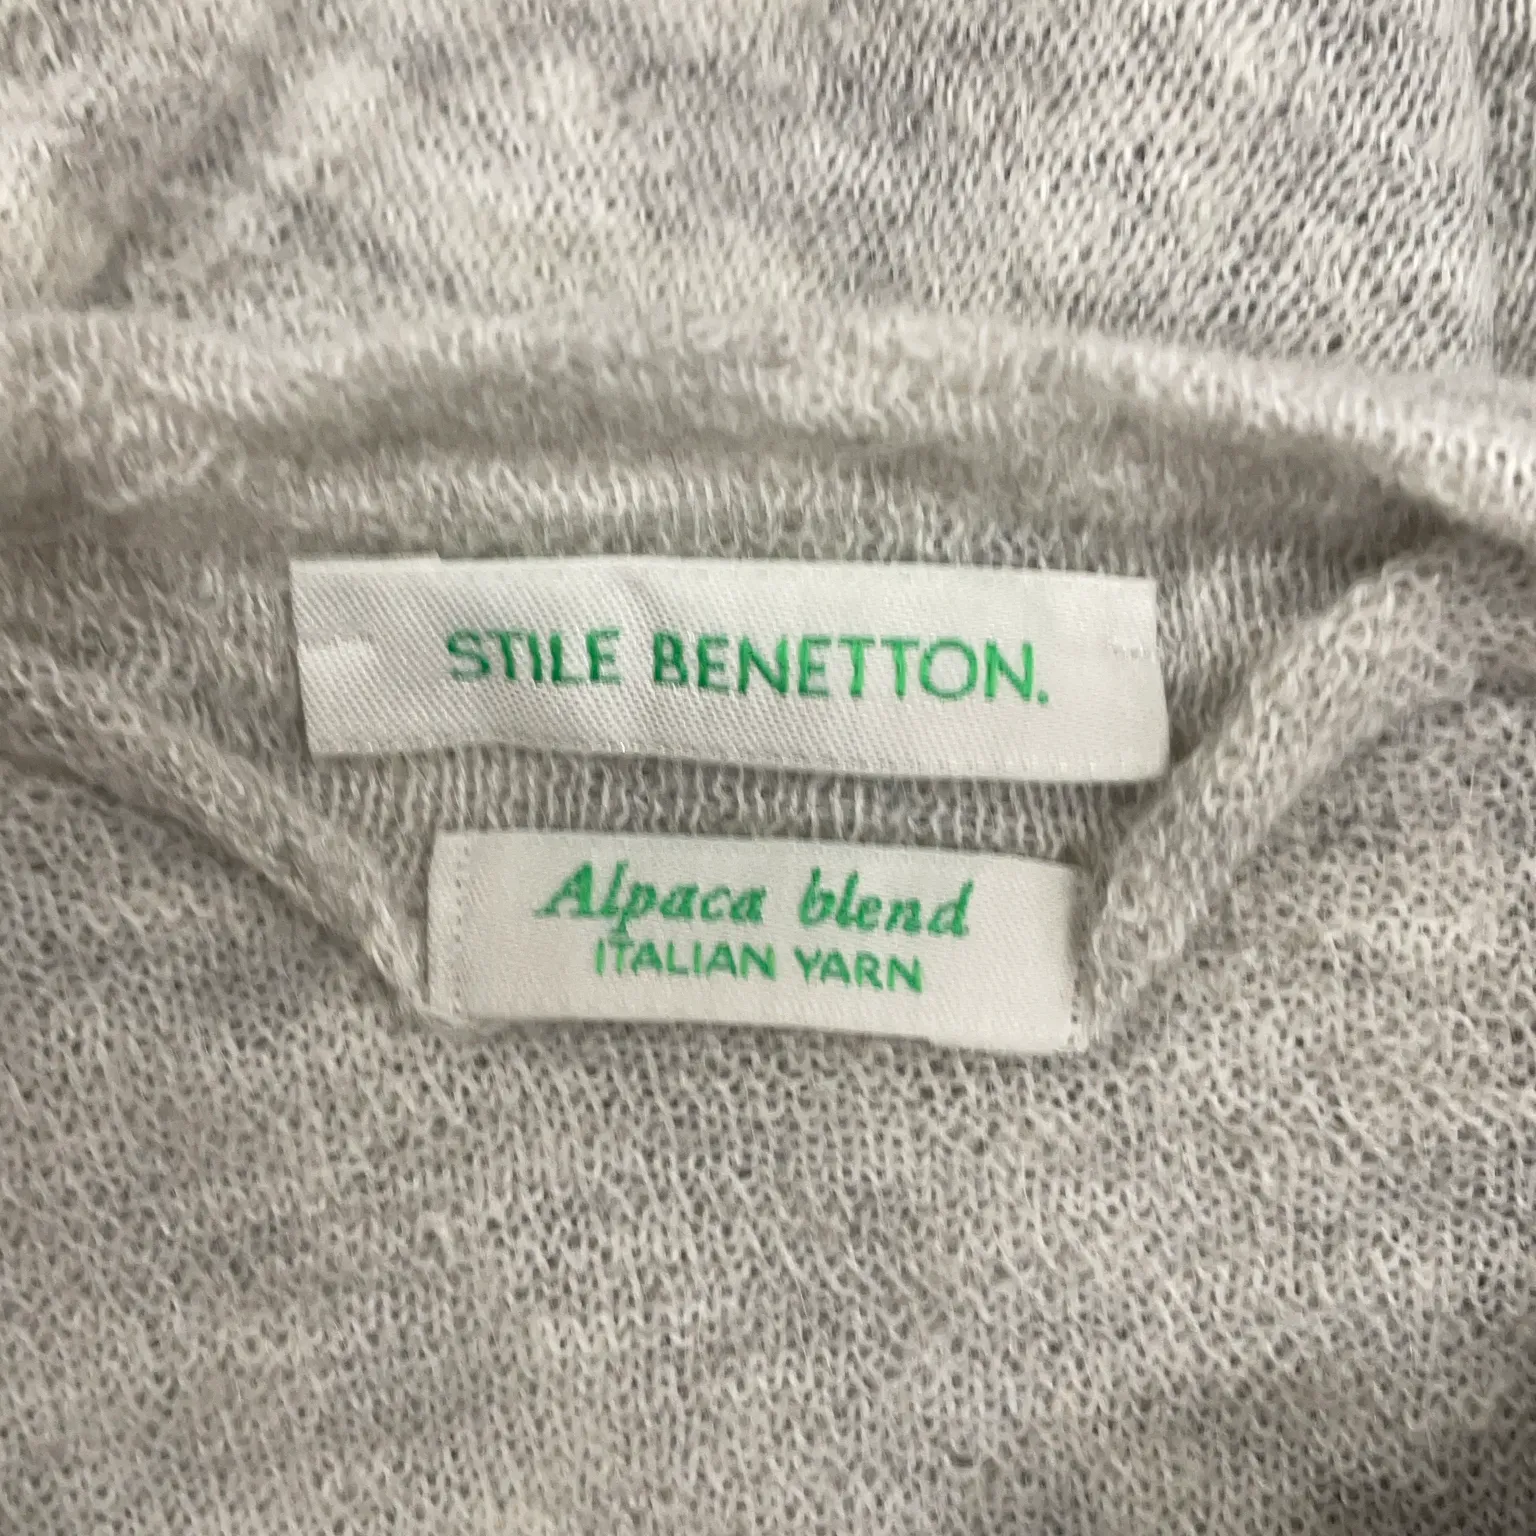 STILE BENETTON.
Alpaca blend
ITALIAN YARN